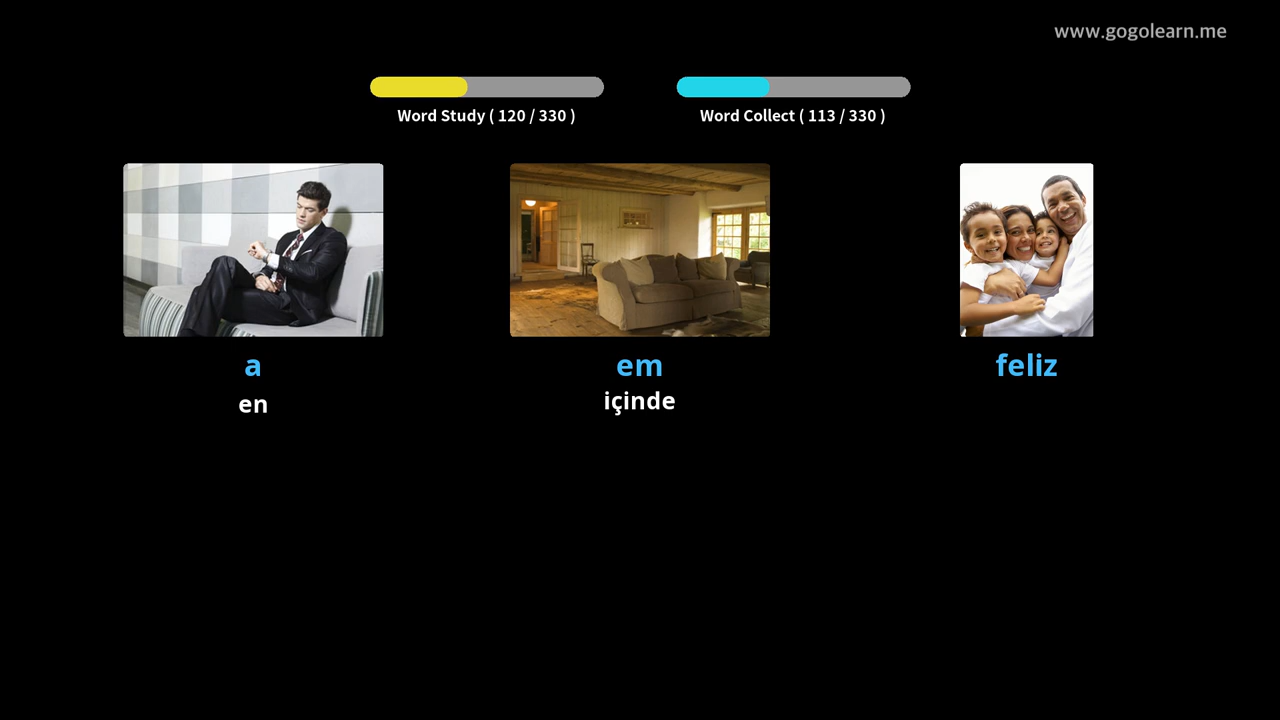 www.gogolearn.me
Word Study ( 120 / 330 )
Word Collect ( 113 / 330 )
a
en
em
içinde
feliz